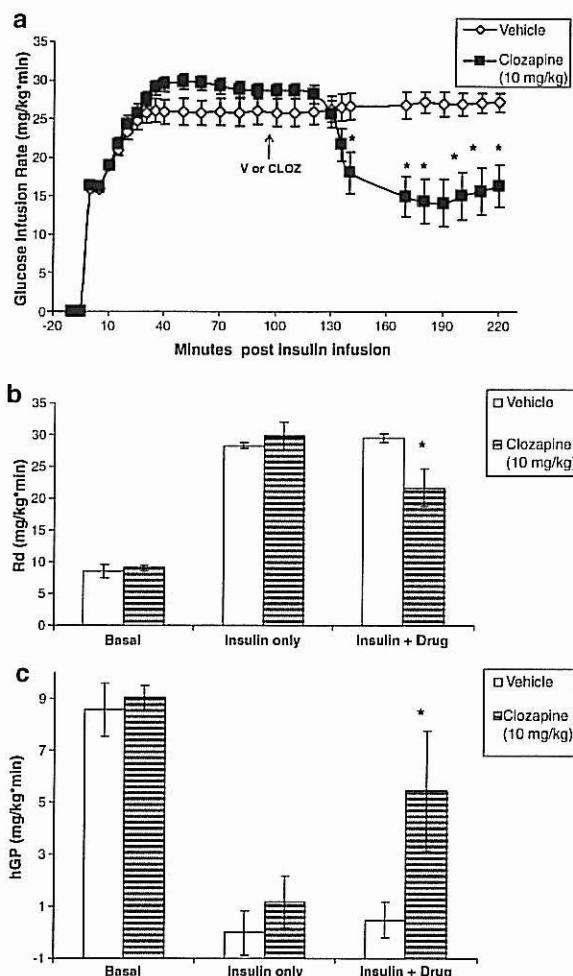 a
Glucose Infusion Rate (mg/kg*min)
35
30
25
20
15
10
5
0
-20
10
40
70
100
130
160
190
220
Minutes post insulin infusion
V or CLOZ
Vehicle
Clozapine
(10 mg/kg)
* * * * * *
b
Rd (mg/kg*min)
35
30
25
20
15
10
5
0
Basal
Insulin only
Insulin + Drug
Vehicle
Clozapine
(10 mg/kg)
*
c
hGP (mg/kg*min)
9
7
5
3
1
-1
Basal
Insulin only
Insulin + Drug
Vehicle
Clozapine
(10 mg/kg)
*